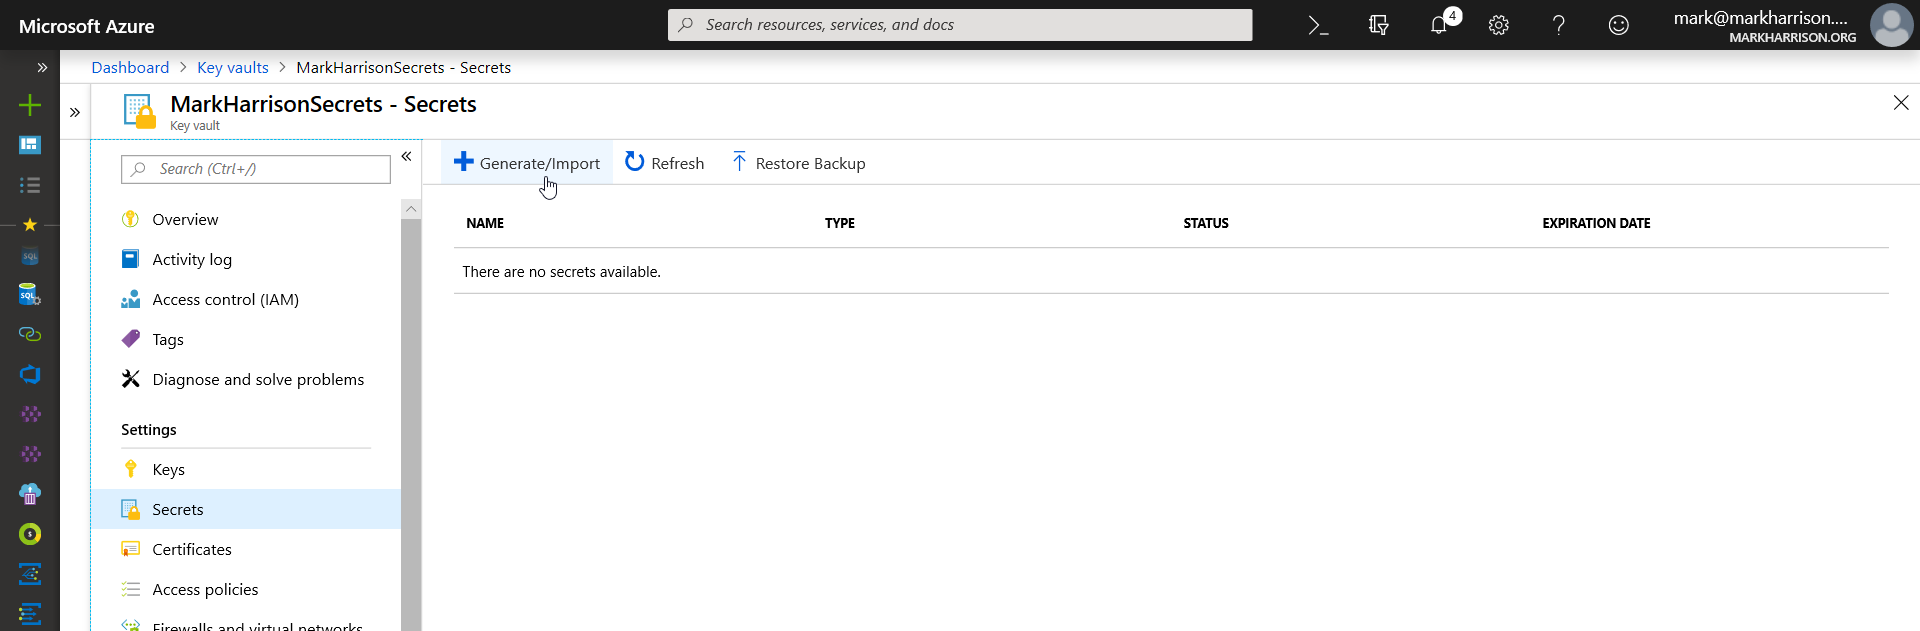 Microsoft Azure
Search resources, services, and docs
4
mark@markharrison....
MARKHARRISON.ORG
Dashboard > Key vaults > MarkHarrisonSecrets - Secrets
MarkHarrisonSecrets - Secrets
Key vault
Search (Ctrl+/)
Overview
Activity log
Access control (IAM)
Tags
Diagnose and solve problems
Settings
Keys
Secrets
Certificates
Access policies
Firewalls and virtual networks
Generate/Import
Refresh
Restore Backup
NAME TYPE STATUS EXPIRATION DATE
There are no secrets available.
SQL
SQL